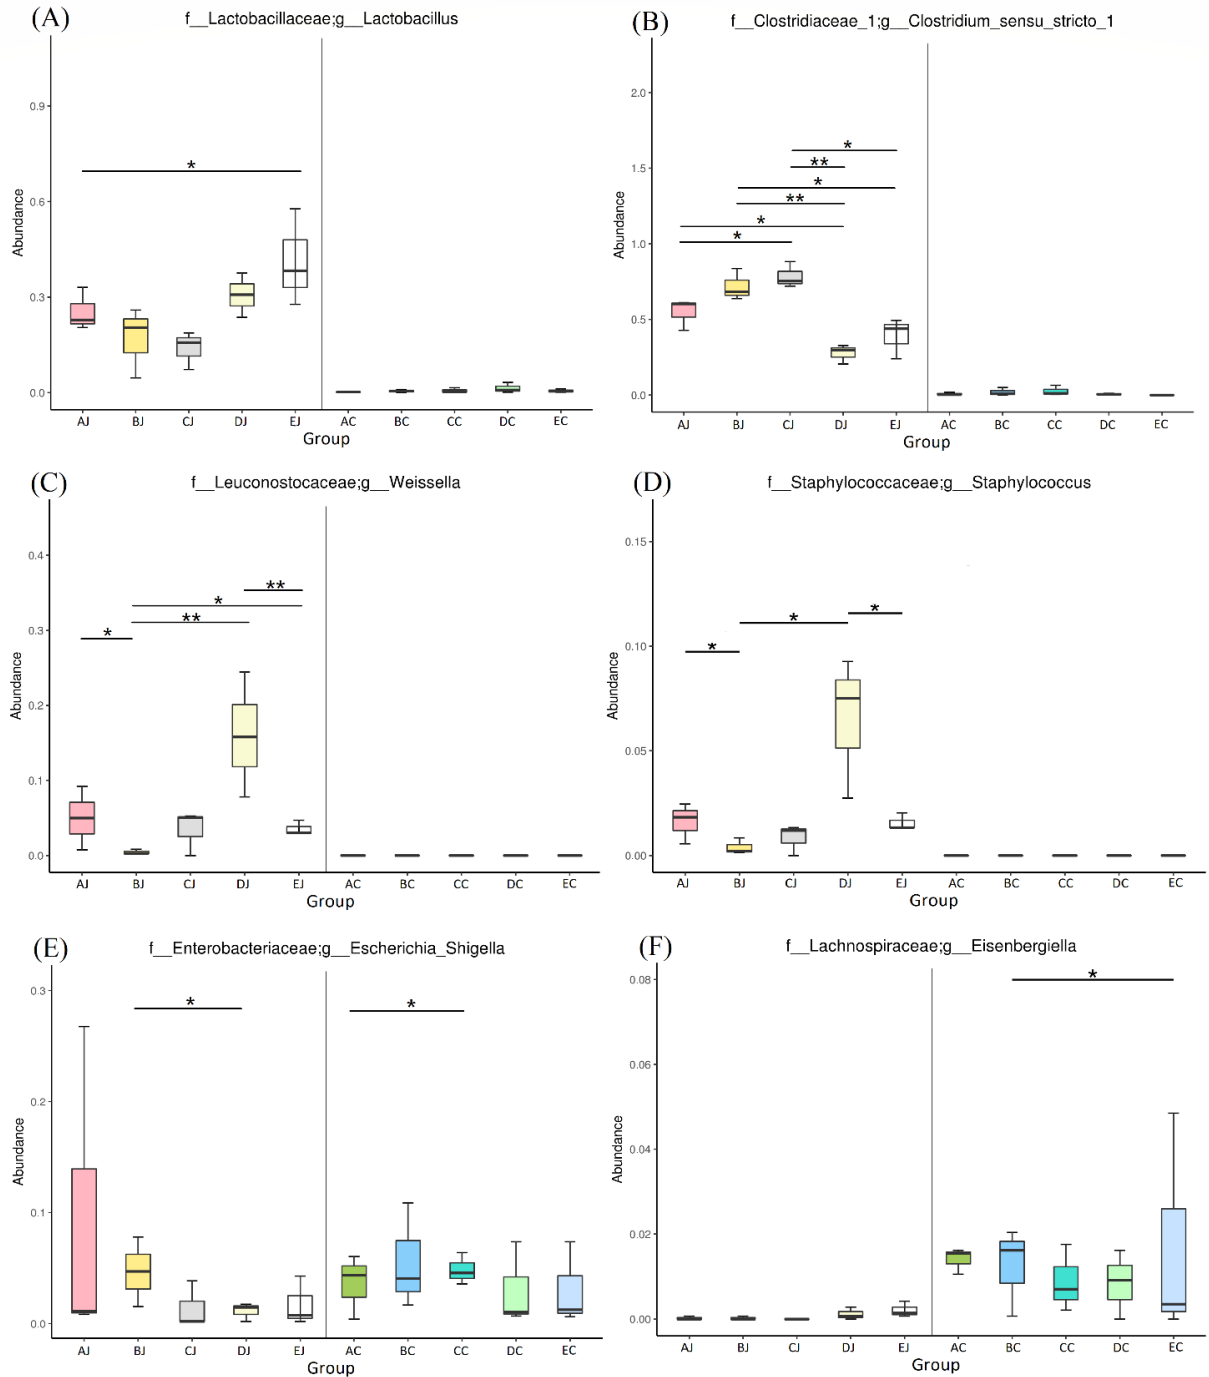 (A)
f__Lactobacillaceae;g__Lactobacillus
Abundance
0.9
0.6
0.3
0.0
*
AJ BJ CJ DJ EJ AC BC CC DC EC
Group
(B)
f__Clostridiaceae_1;g__Clostridium_sensu_stricto_1
Abundance
2.0
1.5
1.0
0.5
0.0
*
**
*
**
*
*
AJ BJ CJ DJ EJ AC BC CC DC EC
Group
(C)
f__Leuconostocaceae;g__Weissella
Abundance
0.4
0.3
0.2
0.1
0.0
**
*
**
*
AJ BJ CJ DJ EJ AC BC CC DC EC
Group
(D)
f__Staphylococcaceae;g__Staphylococcus
Abundance
0.15
0.10
0.05
0.00
*
*
*
AJ BJ CJ DJ EJ AC BC CC DC EC
Group
(E)
f__Enterobacteriaceae;g__Escherichia_Shigella
Abundance
0.3
0.2
0.1
0.0
*
*
AJ BJ CJ DJ EJ AC BC CC DC EC
Group
(F)
f__Lachnospiraceae;g__Eisenbergiella
Abundance
0.08
0.06
0.04
0.02
0.00
*
AJ BJ CJ DJ EJ AC BC CC DC EC
Group